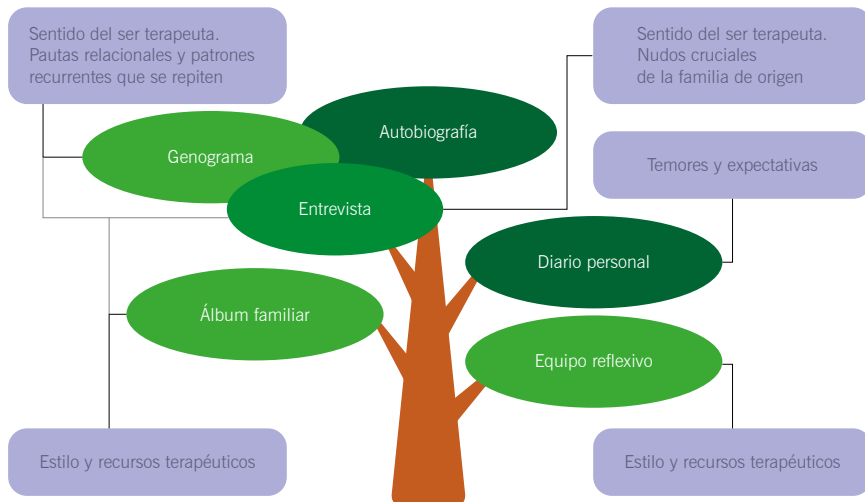 Sentido del ser terapeuta.
Pautas relacionales y patrones
recurrentes que se repiten
Sentido del ser terapeuta.
Nudos cruciales
de la familia de origen
Autobiografía
Genograma
Temores y expectativas
Entrevista
Diario personal
Álbum familiar
Equipo reflexivo
Estilo y recursos terapéuticos
Estilo y recursos terapéuticos